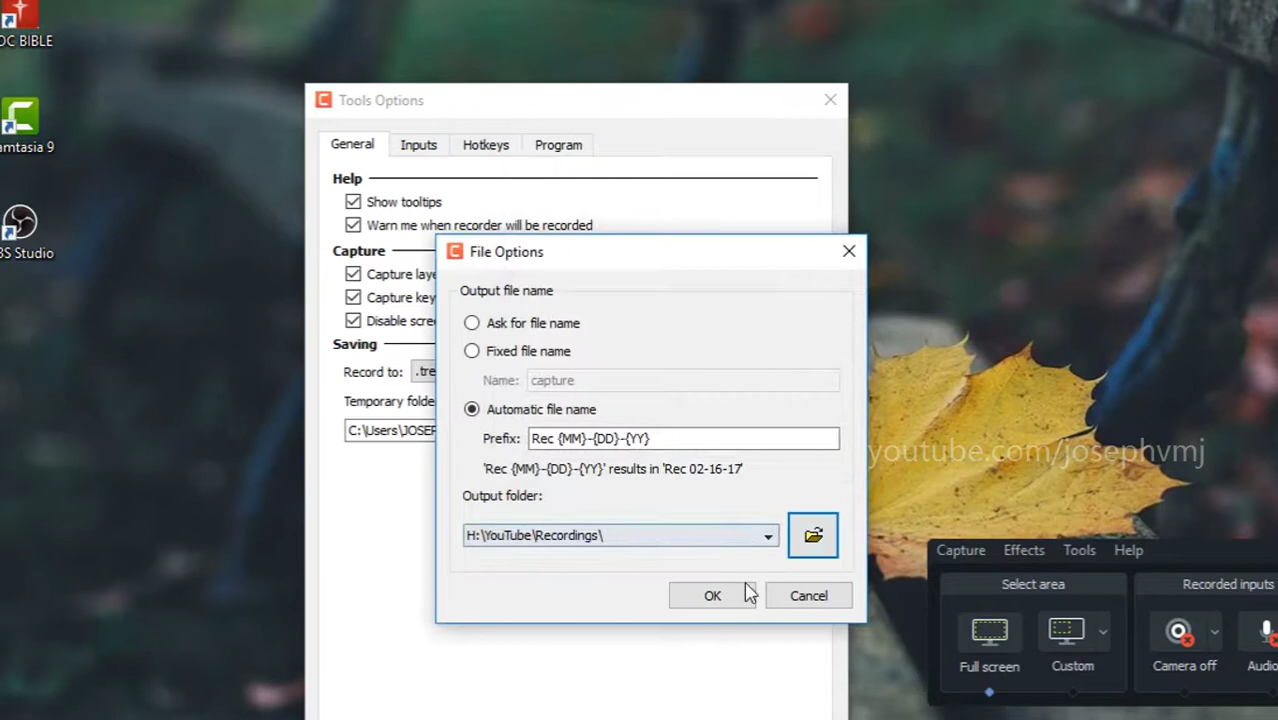 OC BIBLE
amtasia 9
BS Studio
Tools Options
General Inputs Hotkeys Program
Help
Show tooltips
Warn me when recorder will be recorded
Capture
Capture laye
Capture key
Disable scree
Saving
Record to: .tre
Temporary folde
C:\Users\JOSEP
File Options
Output file name
Ask for file name
Fixed file name
Name: capture
Automatic file name
Prefix: Rec {MM}-{DD}-{YY}
'Rec {MM}-{DD}-{YY}' results in 'Rec 02-16-17'
Output folder:
H:\YouTube\Recordings\
OK Cancel
youtube.com/josephvmj
Capture Effects Tools Help
Select area Recorded inputs
Full screen Custom Camera off Audio